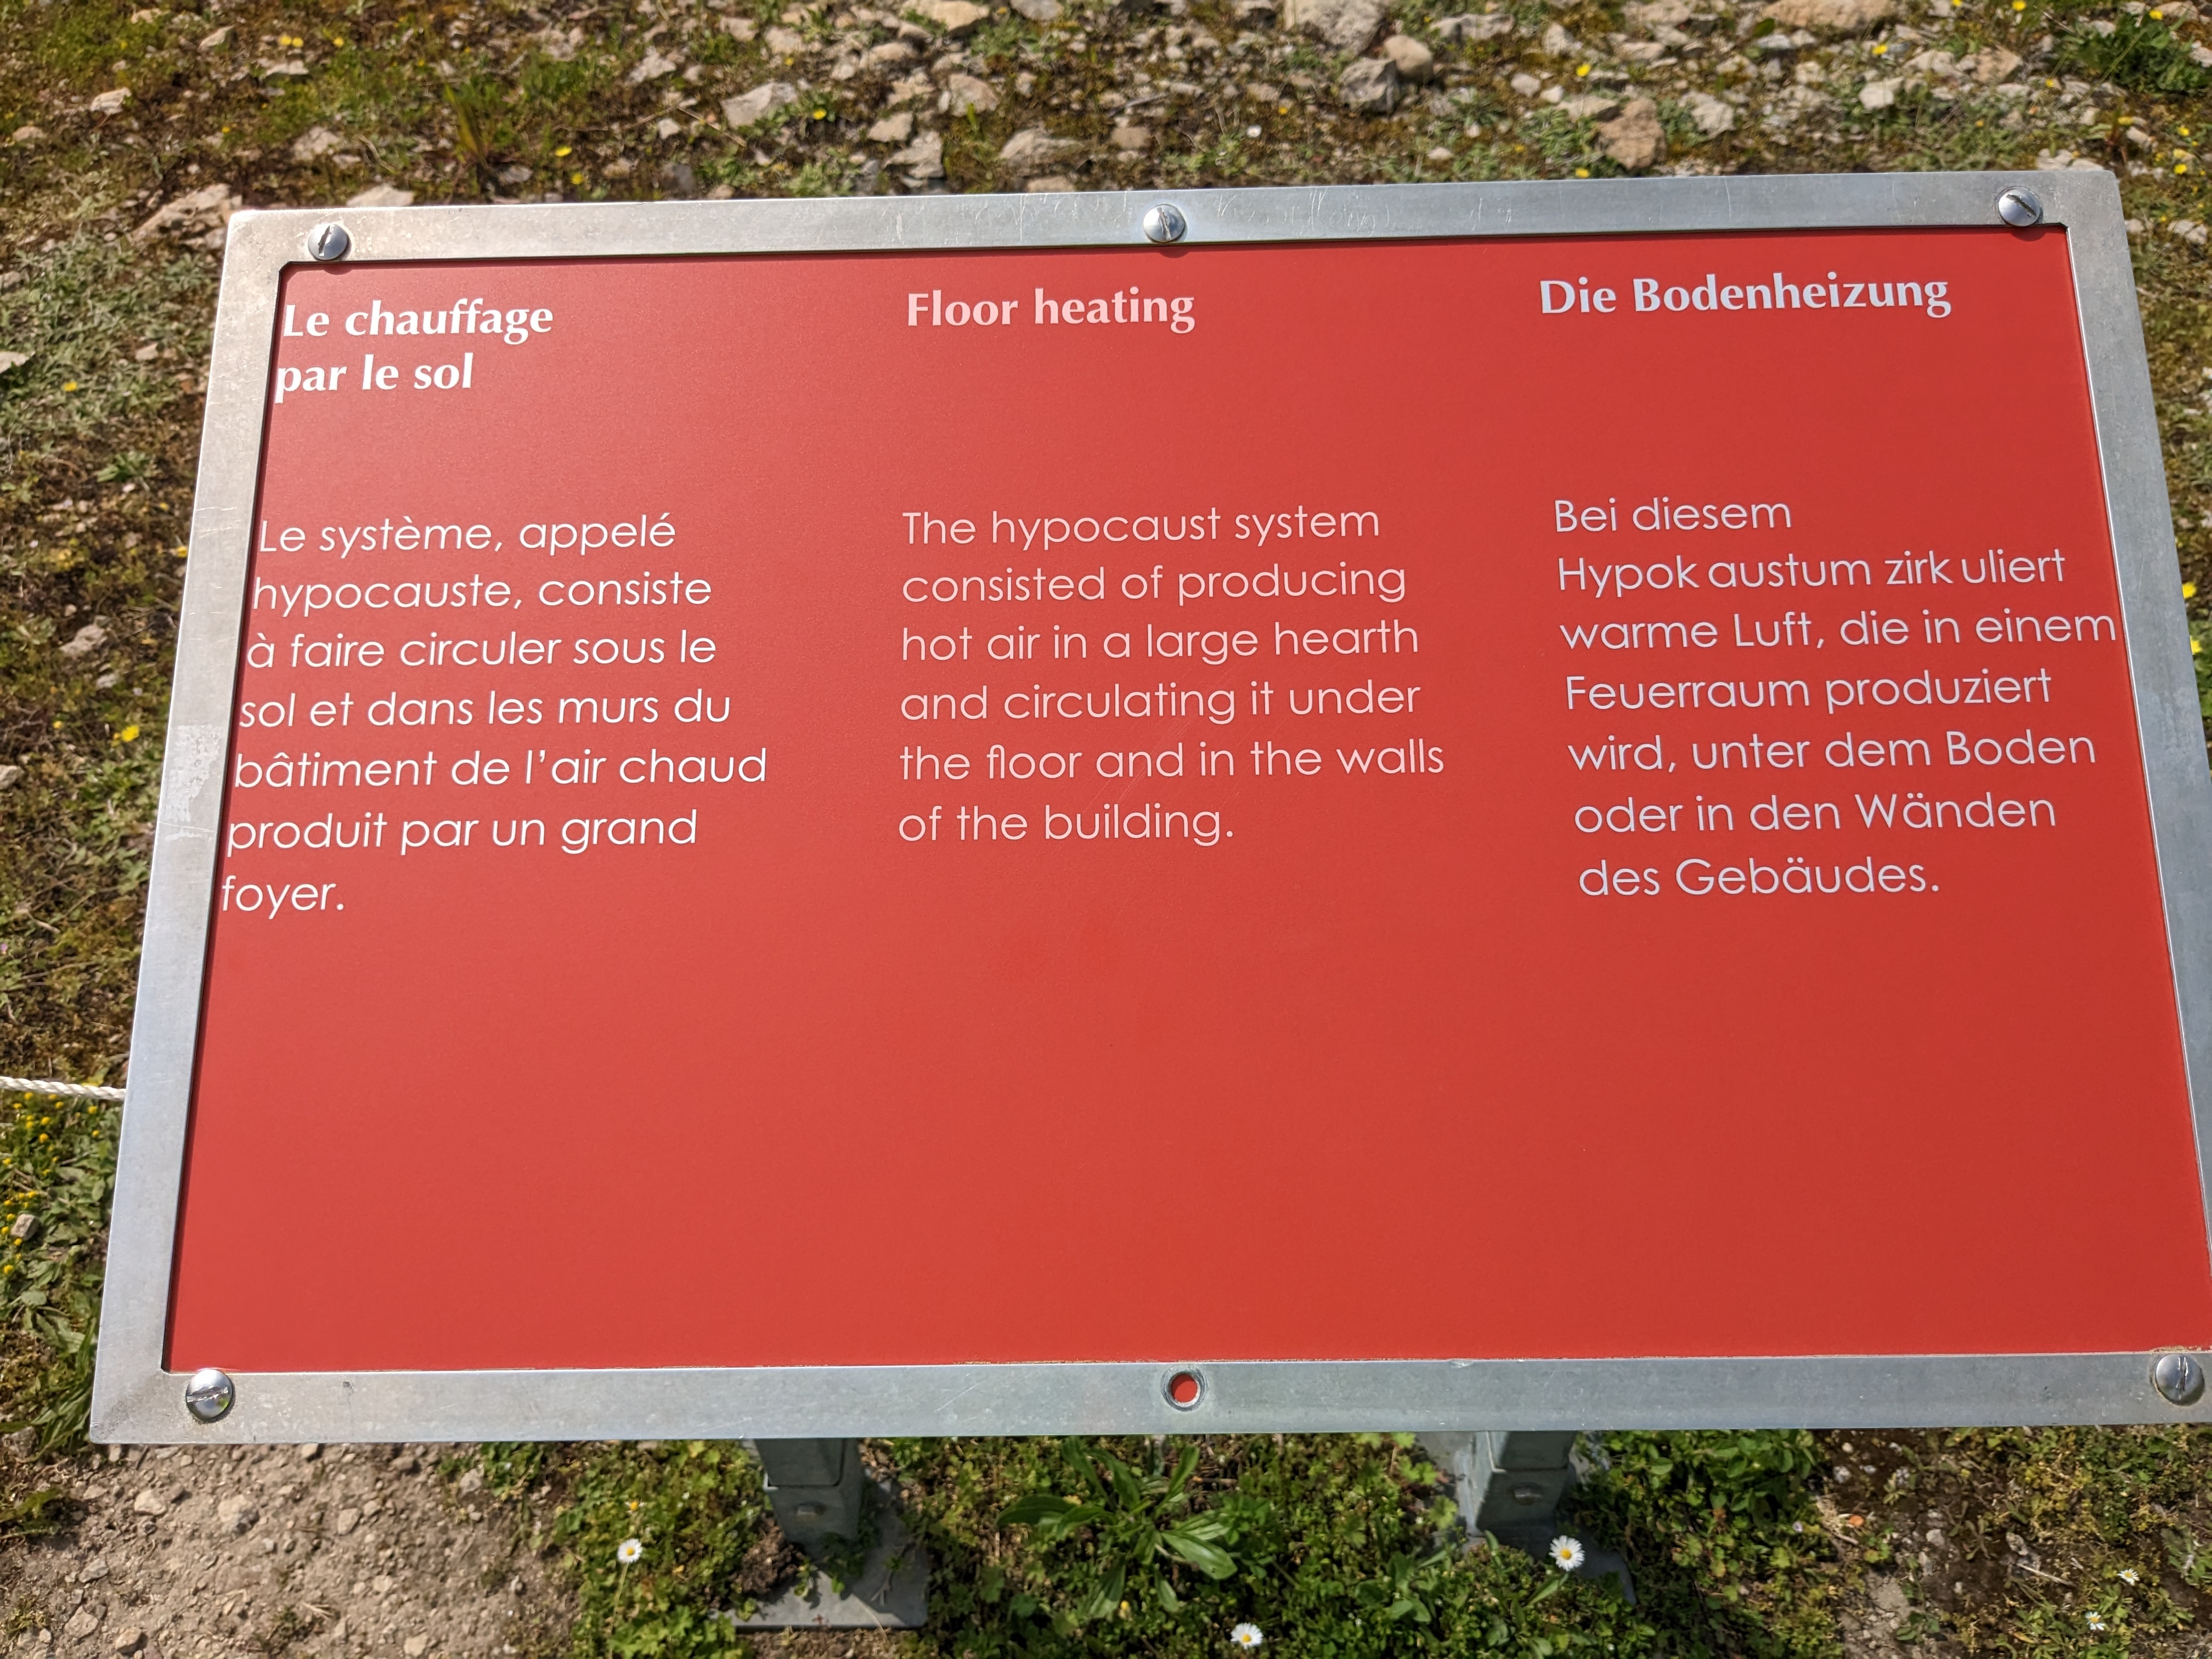 Le chauffage
par le sol
Le système, appelé
hypocauste, consiste
à faire circuler sous le
sol et dans les murs du
bâtiment de l'air chaud
produit par un grand
foyer.
Floor heating
The hypocaust system
consisted of producing
hot air in a large hearth
and circulating it under
the floor and in the walls
of the building.
Die Bodenheizung
Bei diesem
Hypok austum zirk uliert
warme Luft, die in einem
Feuerraum produziert
wird, unter dem Boden
oder in den Wänden
des Gebäudes.